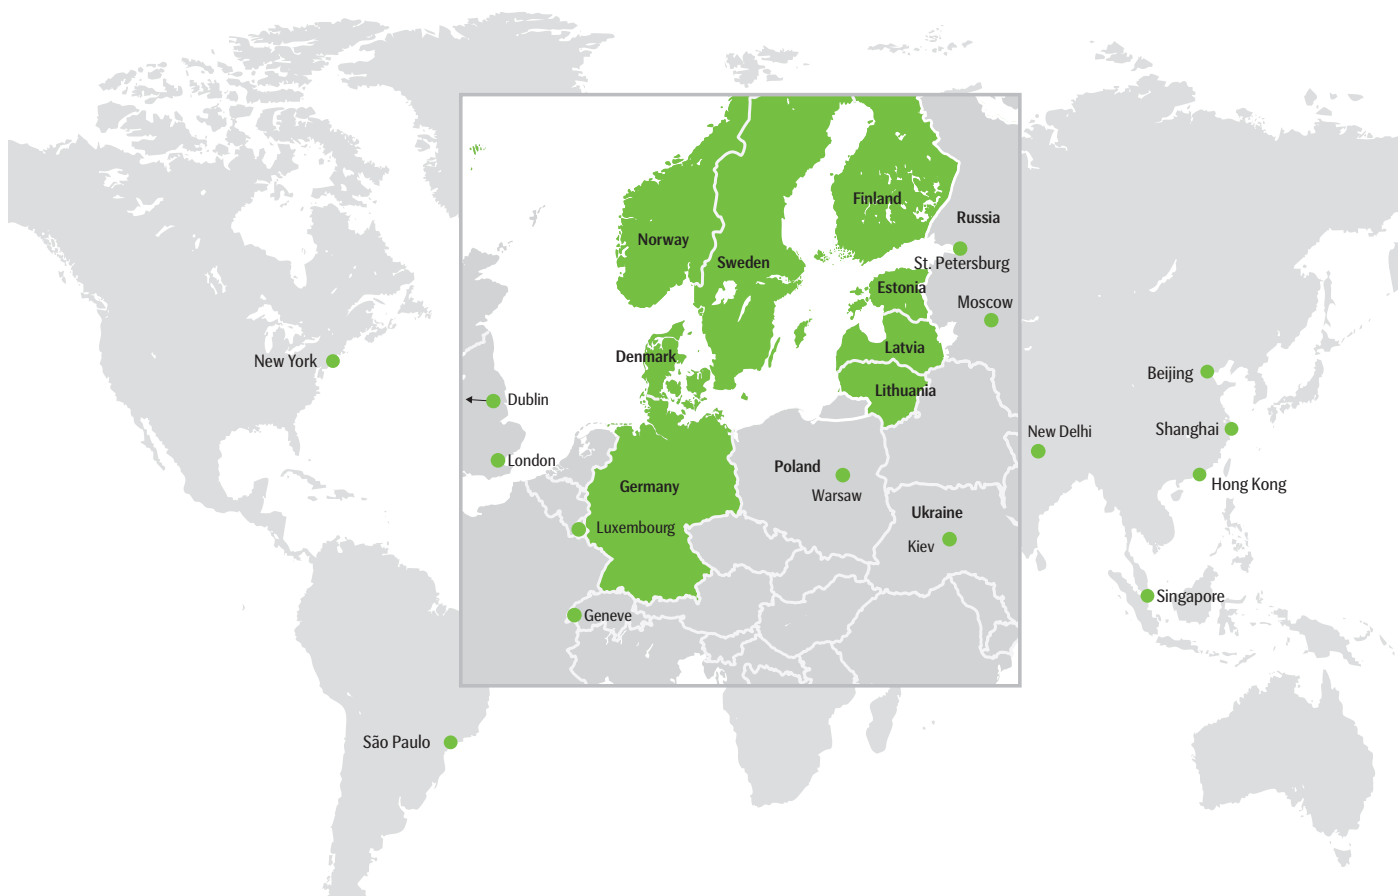 Finland
Russia
Norway
Sweden
St. Petersburg
Estonia
Moscow
Latvia
Denmark
New York
Beijing
Lithuania
Dublin
Shanghai
New Delhi
London
Poland
Hong Kong
Germany
Warsaw
Ukraine
Luxembourg
Kiev
Singapore
Geneve
São Paulo